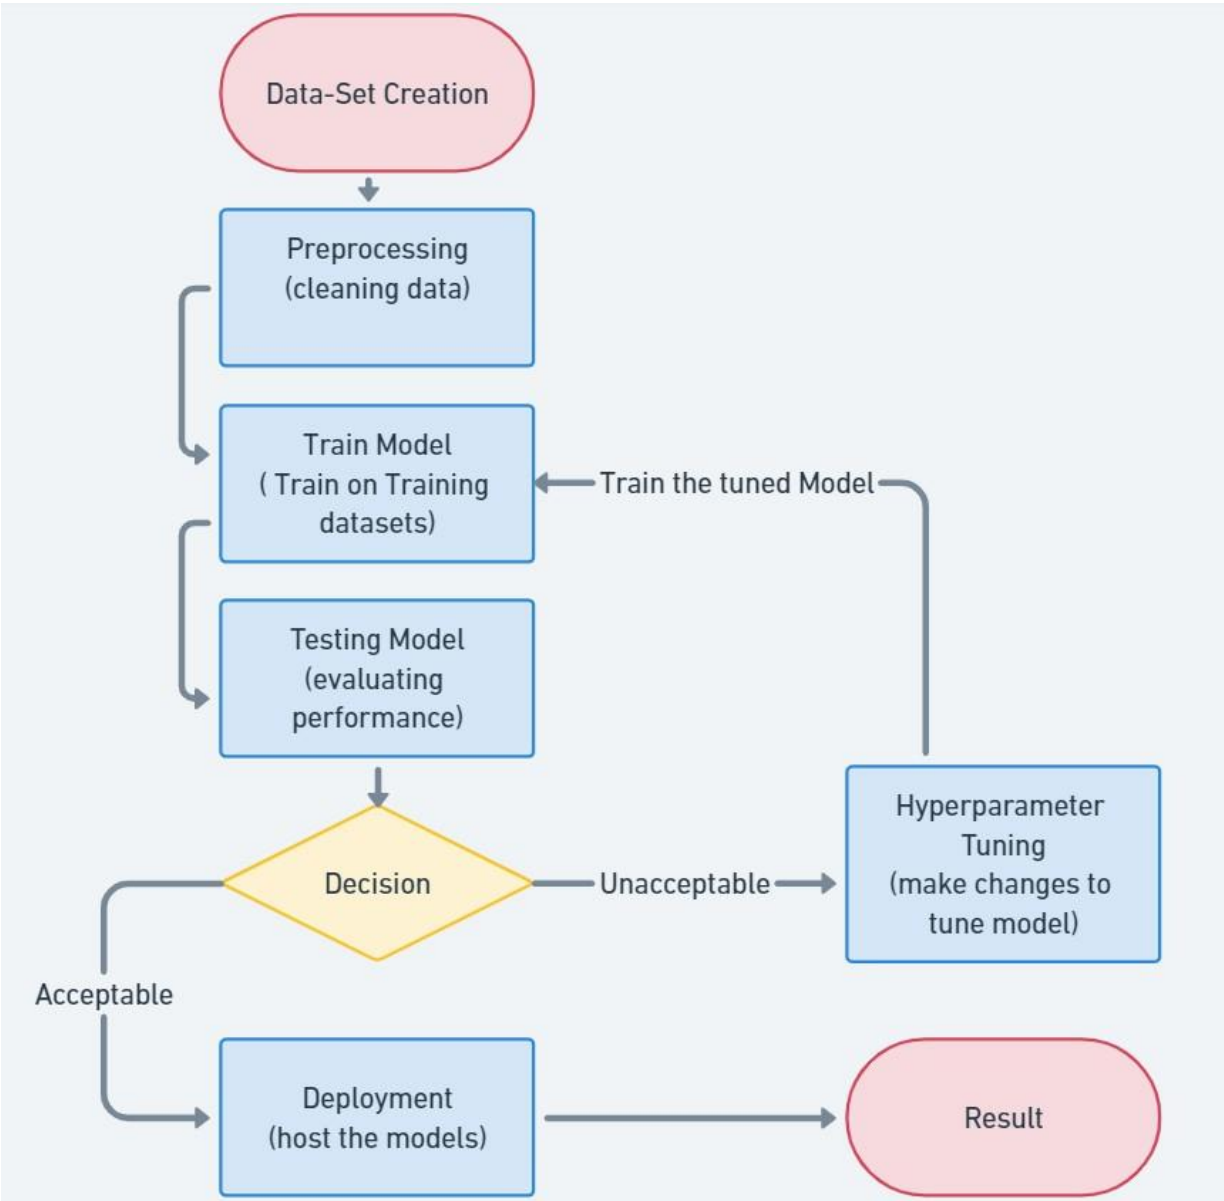 Data-Set Creation
Preprocessing
(cleaning data)
Train Model
( Train on Training
datasets)
Train the tuned Model
Testing Model
(evaluating
performance)
Hyperparameter
Tuning
(make changes to
tune model)
Decision
Unacceptable
Acceptable
Deployment
(host the models)
Result